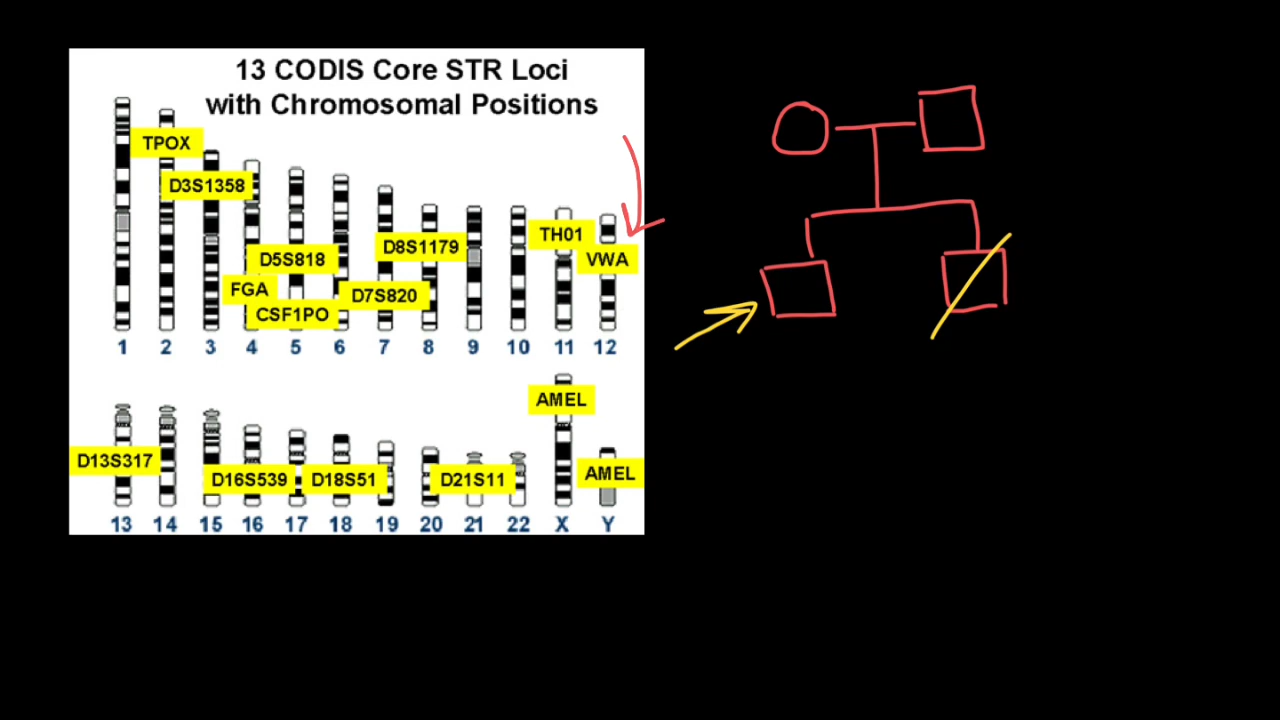 13 CODIS Core STR Loci
with Chromosomal Positions
TPOX
D3S1358
TH01
D8S1179
D5S818
VWA
FGA
D7S820
CSF1PO
1 2 3 4 5 6 7 8 9 10 11 12
AMEL
D13S317
AMEL
D16S539
D18S51
D21S11
13 14 15 16 17 18 19 20 21 22 X Y